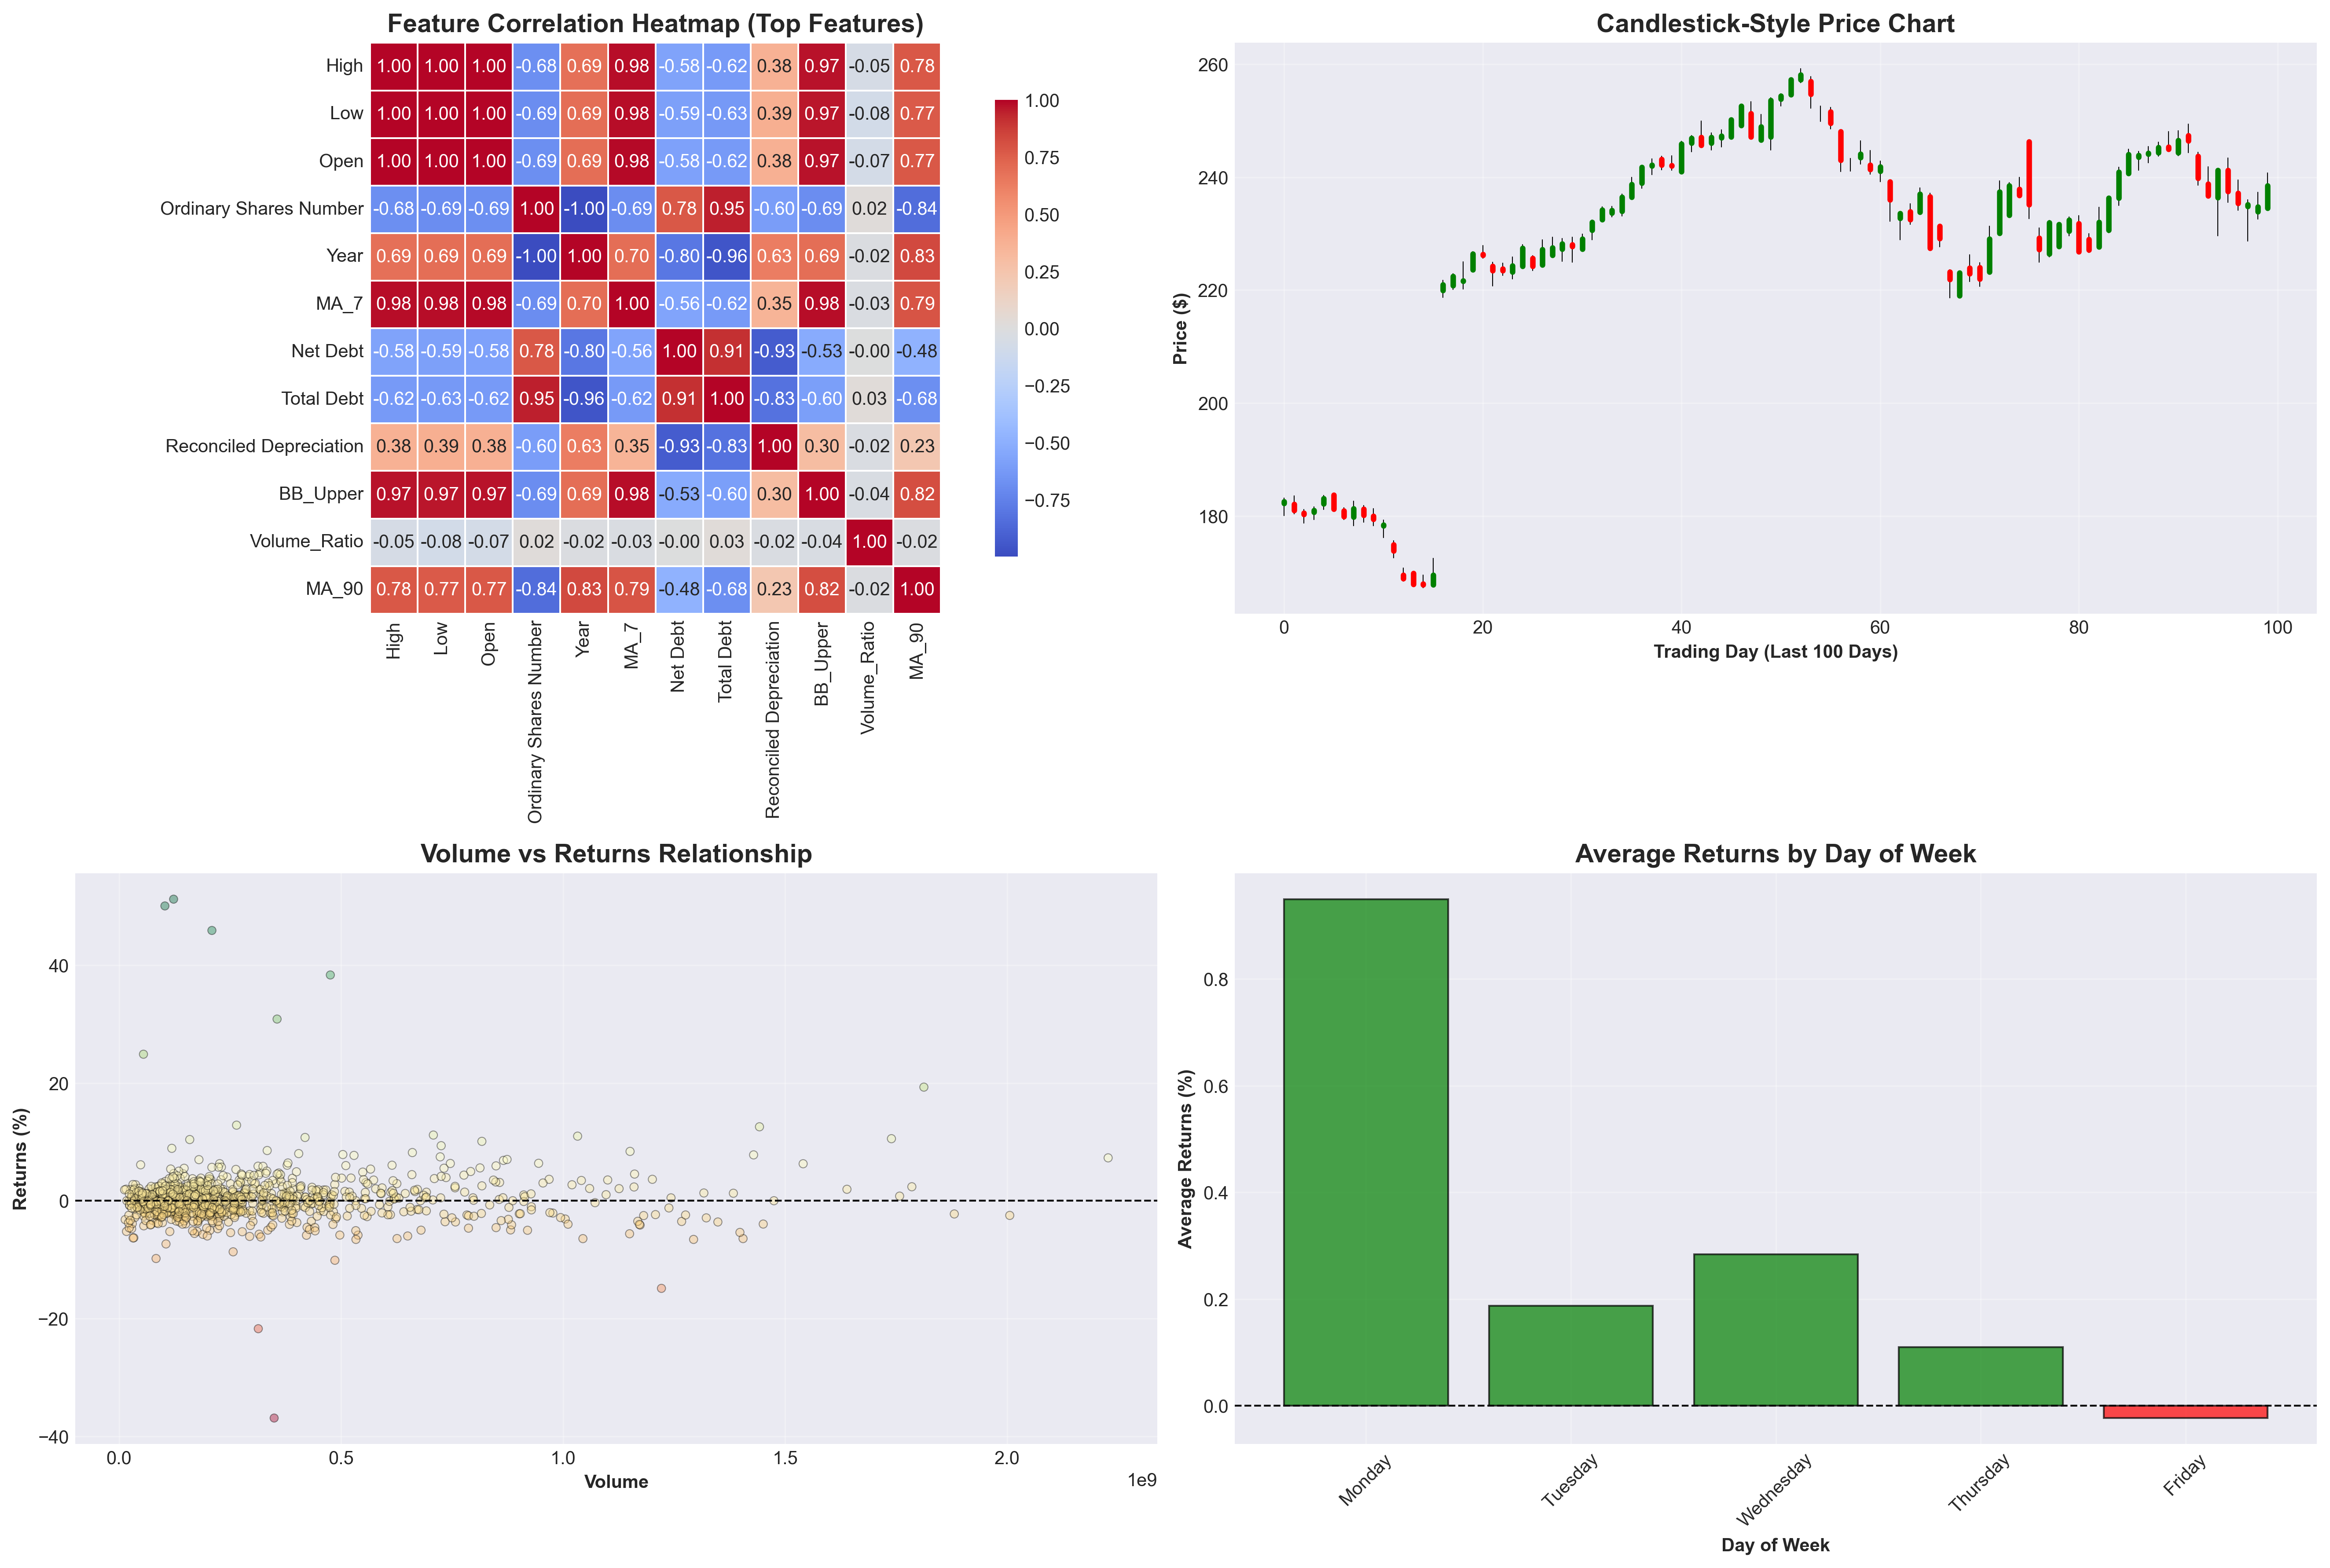 Feature Correlation Heatmap (Top Features)
High 1.00 1.00 1.00 -0.68 0.69 0.98 -0.58 -0.62 0.38 0.97 -0.05 0.78
Low 1.00 1.00 1.00 -0.69 0.69 0.98 -0.59 -0.63 0.39 0.97 -0.08 0.77
Open 1.00 1.00 1.00 -0.69 0.69 0.98 -0.58 -0.62 0.38 0.97 -0.07 0.77
Ordinary Shares Number -0.68 -0.69 -0.69 1.00 -1.00 -0.69 0.78 0.95 -0.60 -0.69 0.02 -0.84
Year 0.69 0.69 0.69 -1.00 1.00 0.70 -0.80 -0.96 0.63 0.69 -0.02 0.83
MA_7 0.98 0.98 0.98 -0.69 0.70 1.00 -0.56 -0.62 0.35 0.98 -0.03 0.79
Net Debt -0.58 -0.59 -0.58 0.78 -0.80 -0.56 1.00 0.91 -0.93 -0.53 -0.00 -0.48
Total Debt -0.62 -0.63 -0.62 0.95 -0.96 -0.62 0.91 1.00 -0.83 -0.60 0.03 -0.68
Reconciled Depreciation 0.38 0.39 0.38 -0.60 0.63 0.35 -0.93 -0.83 1.00 0.30 -0.02 0.23
BB_Upper 0.97 0.97 0.97 -0.69 0.69 0.98 -0.53 -0.60 0.30 1.00 -0.04 0.82
Volume_Ratio -0.05 -0.08 -0.07 0.02 -0.02 -0.03 -0.00 0.03 -0.02 -0.04 1.00 -0.02
MA_90 0.78 0.77 0.77 -0.84 0.83 0.79 -0.48 -0.68 0.23 0.82 -0.02 1.00
High Low Open Ordinary Shares Number Year MA_7 Net Debt Total Debt Reconciled Depreciation BB_Upper Volume_Ratio MA_90
1.00
0.75
0.50
0.25
0.00
−0.25
−0.50
−0.75
Candlestick-Style Price Chart
Price ($)
260
240
220
200
180
0 20 40 60 80 100
Trading Day (Last 100 Days)
Volume vs Returns Relationship
Returns (%)
40
20
0
−20
−40
0.0 0.5 1.0 1.5 2.0
1e9
Volume
Average Returns by Day of Week
Average Returns (%)
0.8
0.6
0.4
0.2
0.0
Monday Tuesday Wednesday Thursday Friday
Day of Week